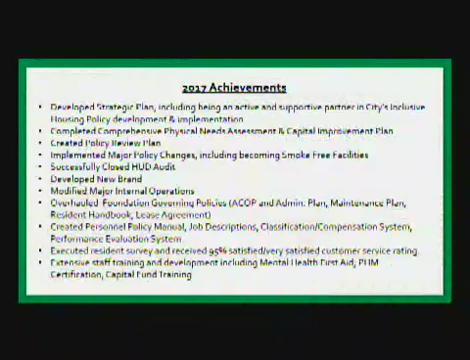 2017 Achievements
• Developed Strategic Plan, including being an active and supportive partner in City's Inclusive
Housing Policy development & implementation
• Completed Comprehensive Physical Needs Assessment & Capital Improvement Plan
• Created Policy Review Plan
• Implemented Major Policy Changes, including becoming Smoke Free Facilities
• Successfully Closed HUD Audit
• Developed New Brand
• Modified Major Internal Operations
• Overhauled Foundation Governing Policies (ACOP and Admin. Plan, Maintenance Plan,
Resident Handbook, Lease Agreement)
• Created Personnel Policy Manual, Job Descriptions, Classification/Compensation System,
Performance Evaluation System
• Executed resident survey and received 95% satisfied/very satisfied customer service rating
• Extensive staff training and development including Mental Health First Aid, PHM
Certification, Capital Fund Training